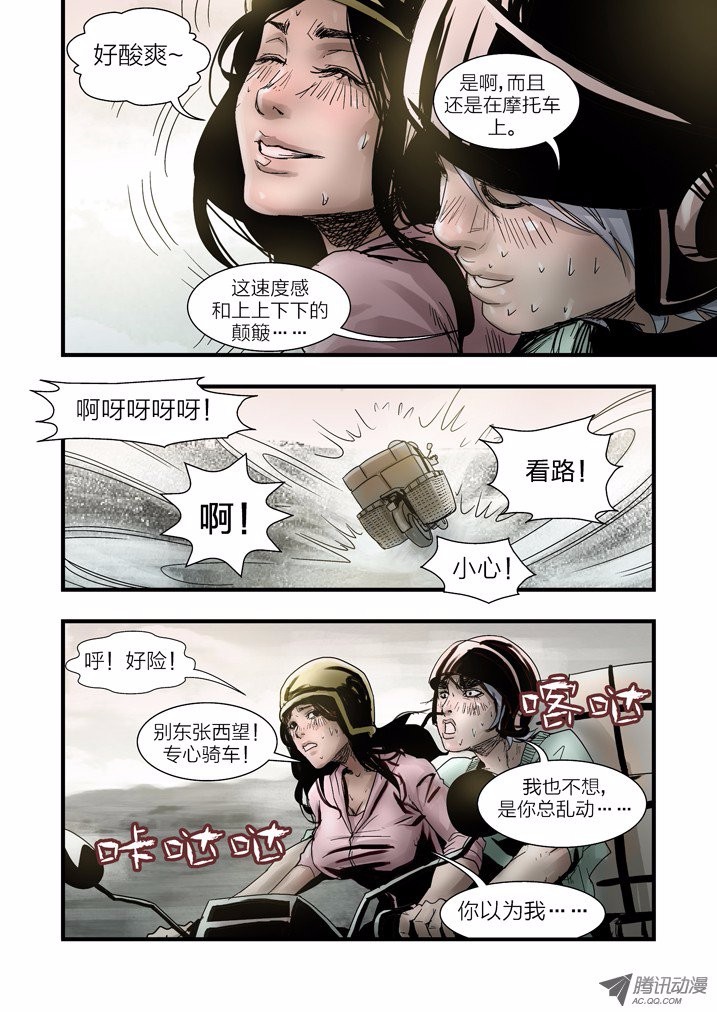 好酸爽~
是啊,而且
还是在摩托车
上。
这速度感
和上上下下的
颠簸······
啊呀呀呀呀！
啊！
看路！
小心！
呼！好险！
别东张西望！
专心骑车！
喀哒
我也不想,
是你总乱动······
咔哒哒
你以为我······
腾讯动漫
AC.QQ.COM